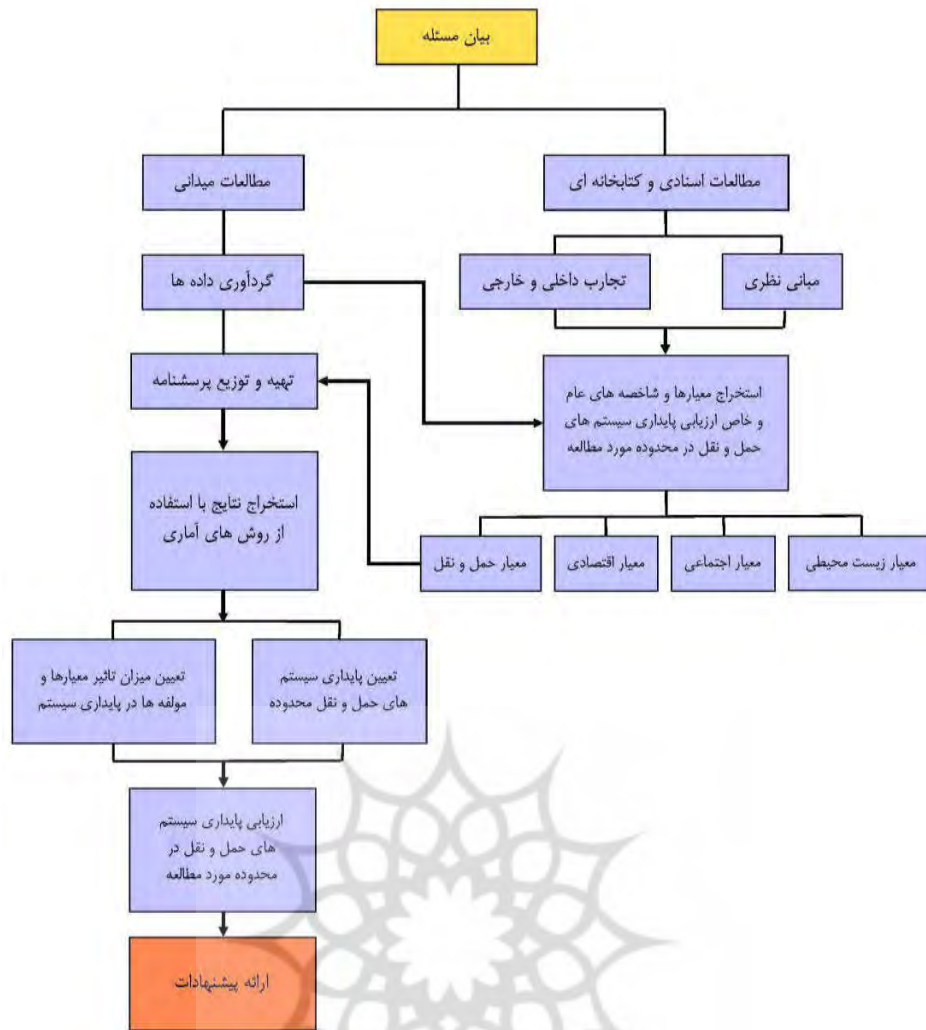 بیان مسئله
مطالعات اسنادی و کتابخانه ای
مطالعات میدانی
مبانی نظری
تجارب داخلی و خارجی
گردآوری داده ها
استخراج معیارها و شاخصه های عام
و خاص ارزیابی پایداری سیستم های
حمل و نقل در محدوده مورد مطالعه
تهیه و توزیع پرسشنامه
معیار زیست محیطی
معیار اجتماعی
معیار اقتصادی
معیار حمل و نقل
استخراج نتایج با استفاده
از روش های آماری
تعیین پایداری سیستم
های حمل و نقل محدوده
تعیین میزان تاثیر معیارها و
مولفه ها در پایداری سیستم
ارزیابی پایداری سیستم
های حمل و نقل در
محدوده مورد مطالعه
ارائه پیشنهادات